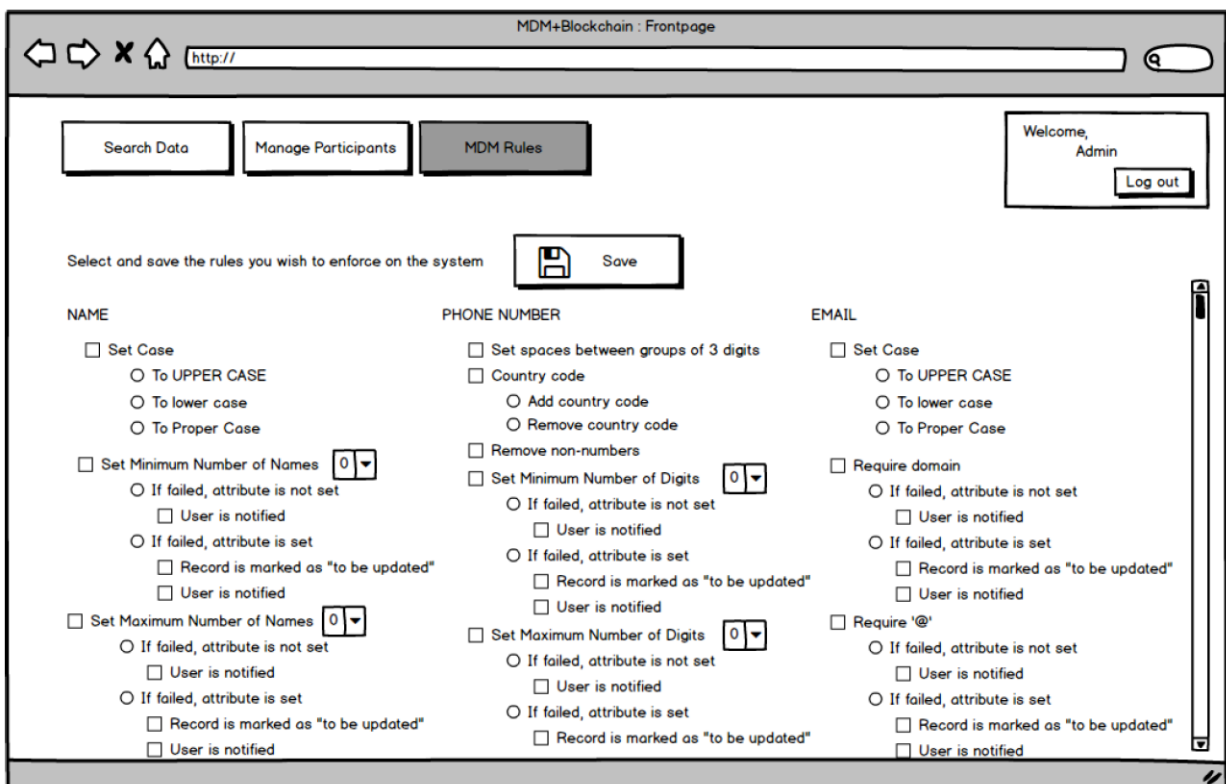 MDM+Blockchain : Frontpage
http://
Search Data
Manage Participants
MDM Rules
Welcome,
Admin
Log out
Select and save the rules you wish to enforce on the system
Save
NAME
Set Case
To UPPER CASE
To lower case
To Proper Case
Set Minimum Number of Names 0
If failed, attribute is not set
User is notified
If failed, attribute is set
Record is marked as "to be updated"
User is notified
Set Maximum Number of Names 0
If failed, attribute is not set
User is notified
If failed, attribute is set
Record is marked as "to be updated"
User is notified
PHONE NUMBER
Set spaces between groups of 3 digits
Country code
Add country code
Remove country code
Remove non-numbers
Set Minimum Number of Digits 0
If failed, attribute is not set
User is notified
If failed, attribute is set
Record is marked as "to be updated"
User is notified
Set Maximum Number of Digits 0
If failed, attribute is not set
User is notified
If failed, attribute is set
Record is marked as "to be updated"
EMAIL
Set Case
To UPPER CASE
To lower case
To Proper Case
Require domain
If failed, attribute is not set
User is notified
If failed, attribute is set
Record is marked as "to be updated"
User is notified
Require '@'
If failed, attribute is not set
User is notified
If failed, attribute is set
Record is marked as "to be updated"
User is notified